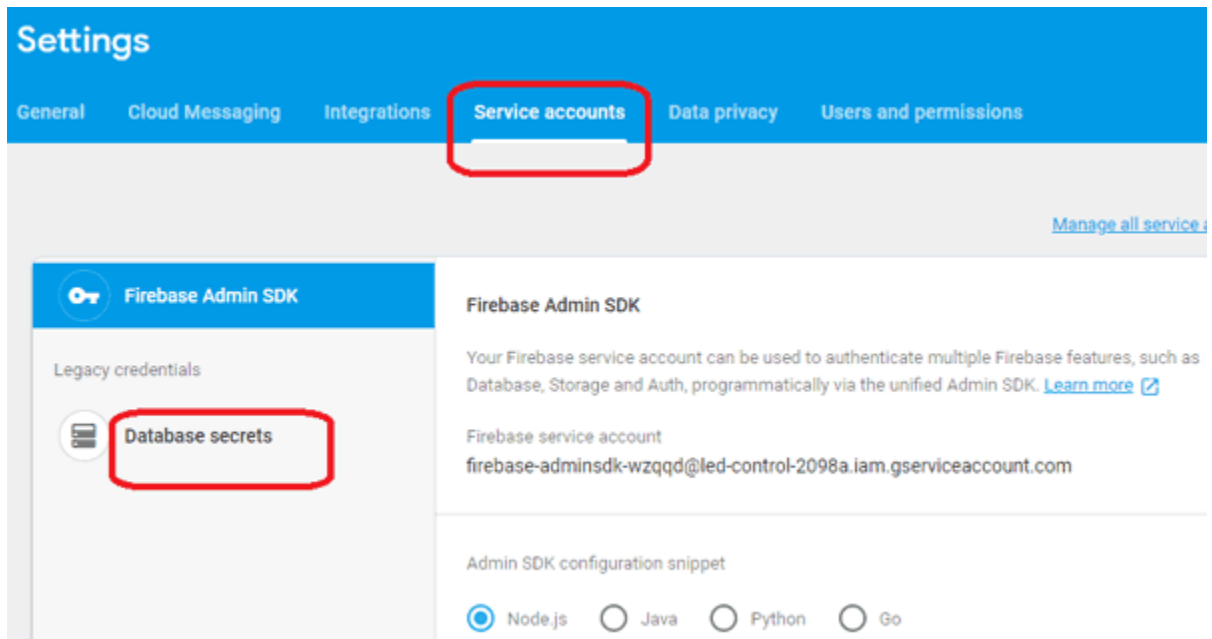 Settings
General Cloud Messaging Integrations Service accounts Data privacy Users and permissions
Manage all service a
Firebase Admin SDK
Legacy credentials
Database secrets
Firebase Admin SDK
Your Firebase service account can be used to authenticate multiple Firebase features, such as
Database, Storage and Auth, programmatically via the unified Admin SDK. Learn more
Firebase service account
firebase-adminsdk-wzqqd@led-control-2098a.iam.gserviceaccount.com
Admin SDK configuration snippet
Node.js Java Python Go